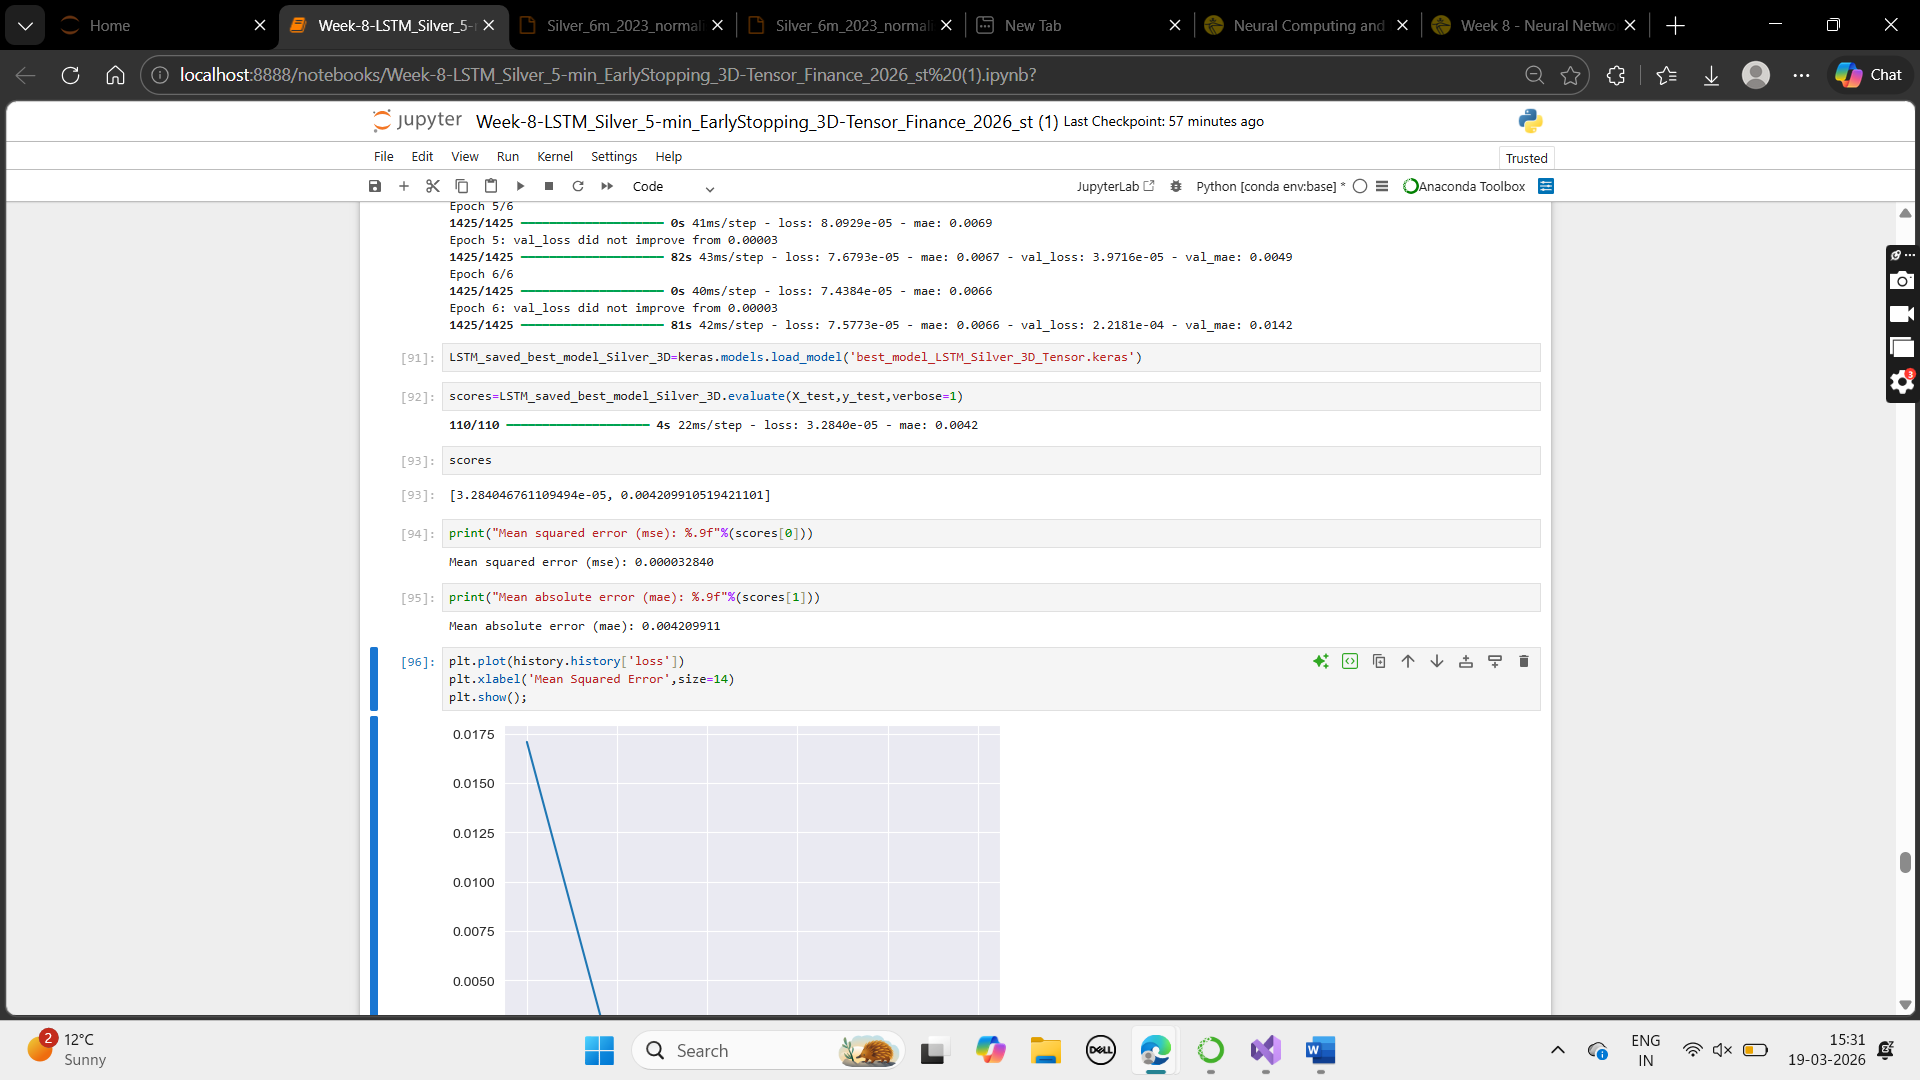 Home
Week-8-LSTM_Silver_5-
Silver_6m_2023_normali
Silver_6m_2023_normali
New Tab
Neural Computing and
Week 8 - Neural Netwo
localhost:8888/notebooks/Week-8-LSTM_Silver_5-min_EarlyStopping_3D-Tensor_Finance_2026_st%20(1).ipynb?
Chat
jupyter Week-8-LSTM_Silver_5-min_EarlyStopping_3D-Tensor_Finance_2026_st (1) Last Checkpoint: 57 minutes ago
File Edit View Run Kernel Settings Help
Trusted
Code
JupyterLab
Python [conda env:base] *
Anaconda Toolbox
Epoch 5/6
1425/1425 0s 41ms/step - loss: 8.0929e-05 - mae: 0.0069
Epoch 5: val_loss did not improve from 0.00003
1425/1425 82s 43ms/step - loss: 7.6793e-05 - mae: 0.0067 - val_loss: 3.9716e-05 - val_mae: 0.0049
Epoch 6/6
1425/1425 0s 40ms/step - loss: 7.4384e-05 - mae: 0.0066
Epoch 6: val_loss did not improve from 0.00003
1425/1425 81s 42ms/step - loss: 7.5773e-05 - mae: 0.0066 - val_loss: 2.2181e-04 - val_mae: 0.0142
[91]: LSTM_saved_best_model_Silver_3D=keras.models.load_model('best_model_LSTM_Silver_3D_Tensor.keras')
[92]: scores=LSTM_saved_best_model_Silver_3D.evaluate(X_test,y_test,verbose=1)
110/110 4s 22ms/step - loss: 3.2840e-05 - mae: 0.0042
[93]: scores
[93]: [3.284046761109494e-05, 0.004209910519421101]
[94]: print("Mean squared error (mse): %.9f"%(scores[0]))
Mean squared error (mse): 0.000032840
[95]: print("Mean absolute error (mae): %.9f"%(scores[1]))
Mean absolute error (mae): 0.004209911
[96]: plt.plot(history.history['loss'])
plt.xlabel('Mean Squared Error',size=14)
plt.show();
0.0175
0.0150
0.0125
0.0100
0.0075
0.0050
3
2
12°C
Sunny
Search
DELL
ENG
IN
15:31
19-03-2026